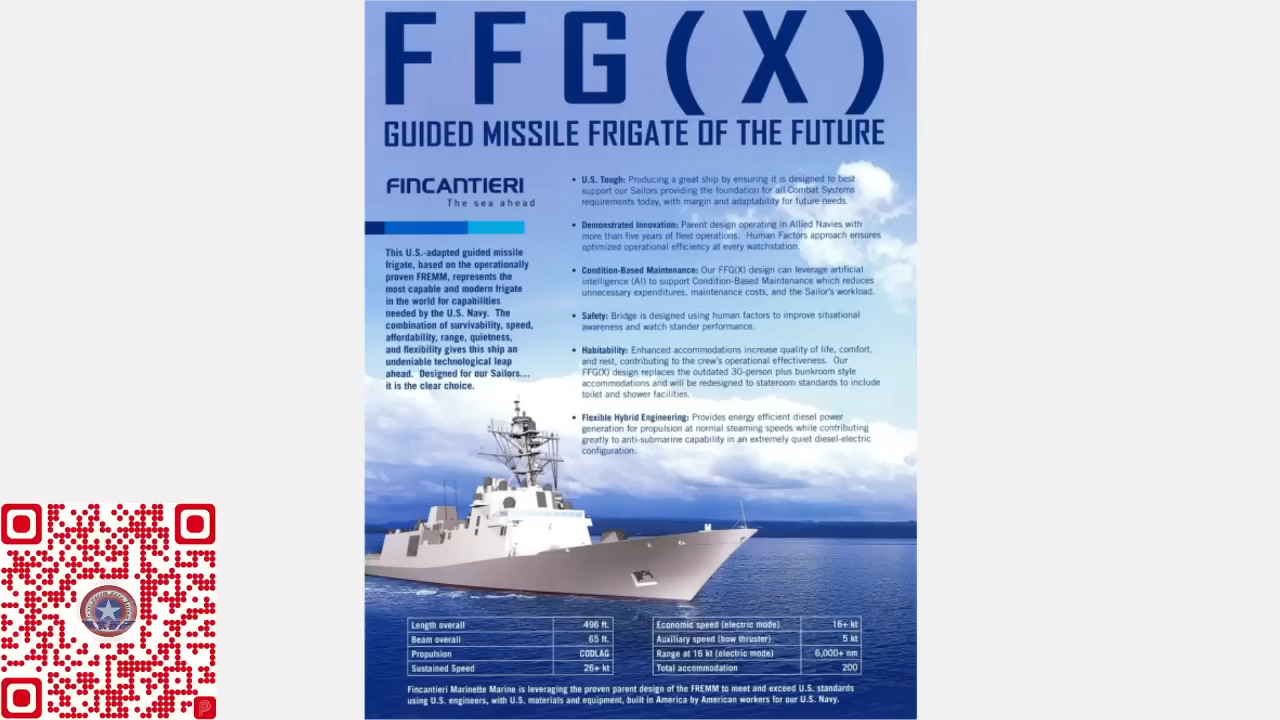 FFG(X)
GUIDED MISSILE FRIGATE OF THE FUTURE
FINCANTIERI
The sea ahead
This U.S.-adapted guided missile
frigate, based on the operationally
proven FREMM, represents the
most capable and modern frigate
in the world for capabilities
needed by the U.S. Navy. The
combination of survivability, speed,
affordability, range, quietness,
and flexibility gives this ship an
undeniable technological leap
ahead. Designed for our Sailors...
it is the clear choice.
• U.S. Tough: Producing a great ship by ensuring it is designed to best
support our Sailors providing the foundation for all Combat Systems
requirements today, with margin and adaptability for future needs.
• Demonstrated Innovation: Parent design operating in Allied Navies with
more than five years of fleet operations. Human Factors approach ensures
optimized operational efficiency at every watchstation.
• Condition-Based Maintenance: Our FFG(X) design can leverage artificial
intelligence (AI) to support Condition-Based Maintenance which reduces
unnecessary expenditures, maintenance costs, and the Sailor's workload.
• Safety: Bridge is designed using human factors to improve situational
awareness and watch stander performance.
• Habitability: Enhanced accommodations increase quality of life, comfort,
and rest, contributing to the crew's operational effectiveness. Our
FFG(X) design replaces the outdated 30-person plus bunkroom style
accommodations and will be redesigned to stateroom standards to include
toilet and shower facilities.
• Flexible Hybrid Engineering: Provides energy efficient diesel power
generation for propulsion at normal steaming speeds while contributing
greatly to anti-submarine capability in an extremely quiet diesel-electric
configuration.
Length overall 496 ft.
Beam overall 65 ft.
Propulsion CODLAG
Sustained Speed 26+ kt
Economic speed (electric mode) 16+ kt
Auxiliary speed (bow thruster) 5 kt
Range at 16 kt (electric mode) 6,000+ nm
Total accommodation 200
Fincantieri Marinette Marine is leveraging the proven parent design of the FREMM to meet and exceed U.S. standards
using U.S. engineers, with U.S. materials and equipment, built in America by American workers for our U.S. Navy.